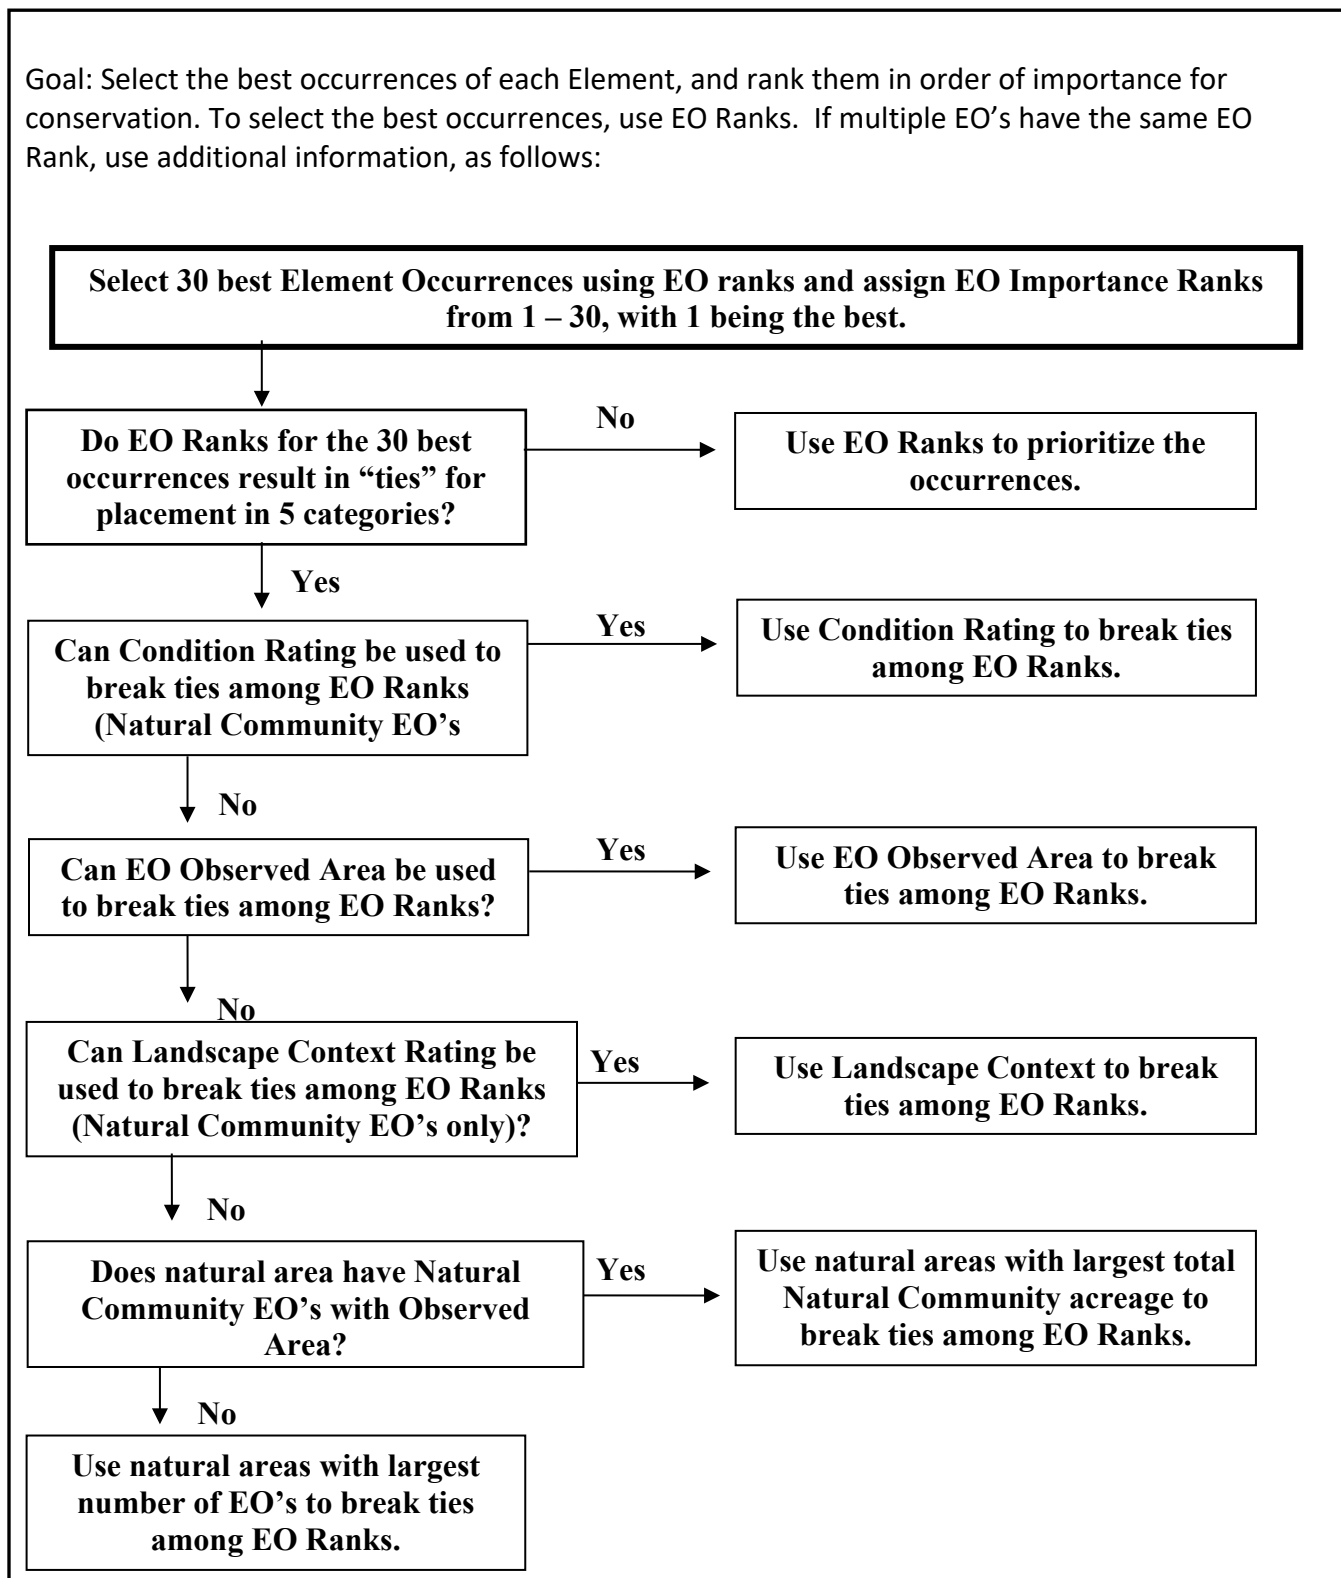 Goal: Select the best occurrences of each Element, and rank them in order of importance for
conservation. To select the best occurrences, use EO Ranks.  If multiple EO’s have the same EO
Rank, use additional information, as follows:
Select 30 best Element Occurrences using EO ranks and assign EO Importance Ranks
from 1 – 30, with 1 being the best.
Do EO Ranks for the 30 best
occurrences result in “ties” for
placement in 5 categories?
No
Use EO Ranks to prioritize the
occurrences.
Yes
Can Condition Rating be used to
break ties among EO Ranks
(Natural Community EO’s
Yes
Use Condition Rating to break ties
among EO Ranks.
No
Can EO Observed Area be used
to break ties among EO Ranks?
Yes
Use EO Observed Area to break
ties among EO Ranks.
No
Can Landscape Context Rating be
used to break ties among EO Ranks
(Natural Community EO’s only)?
Yes
Use Landscape Context to break
ties among EO Ranks.
No
Does natural area have Natural
Community EO’s with Observed
Area?
Yes
Use natural areas with largest total
Natural Community acreage to
break ties among EO Ranks.
No
Use natural areas with largest
number of EO’s to break ties
among EO Ranks.